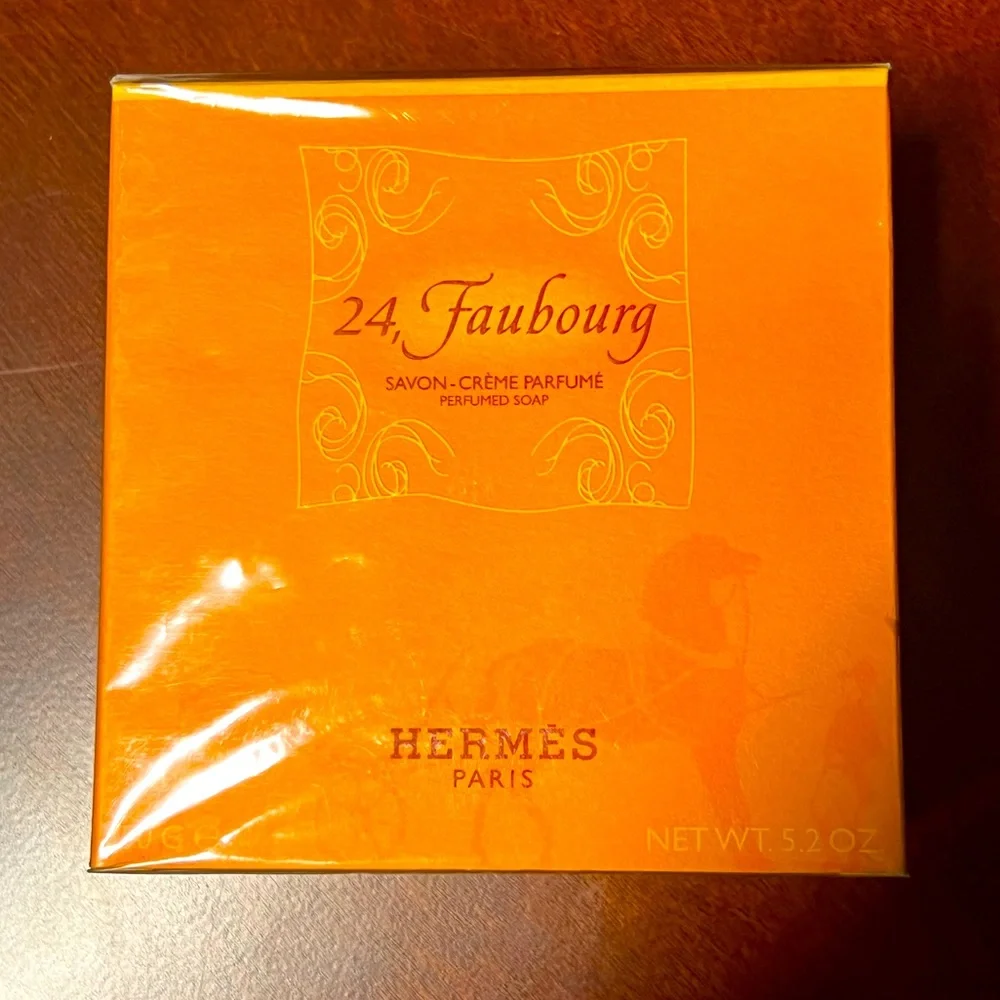 24, Faubourg
SAVON-CRÈME PARFUMÉ
PERFUMED SOAP
HERMÈS
PARIS
NET WT. 5.2 OZ